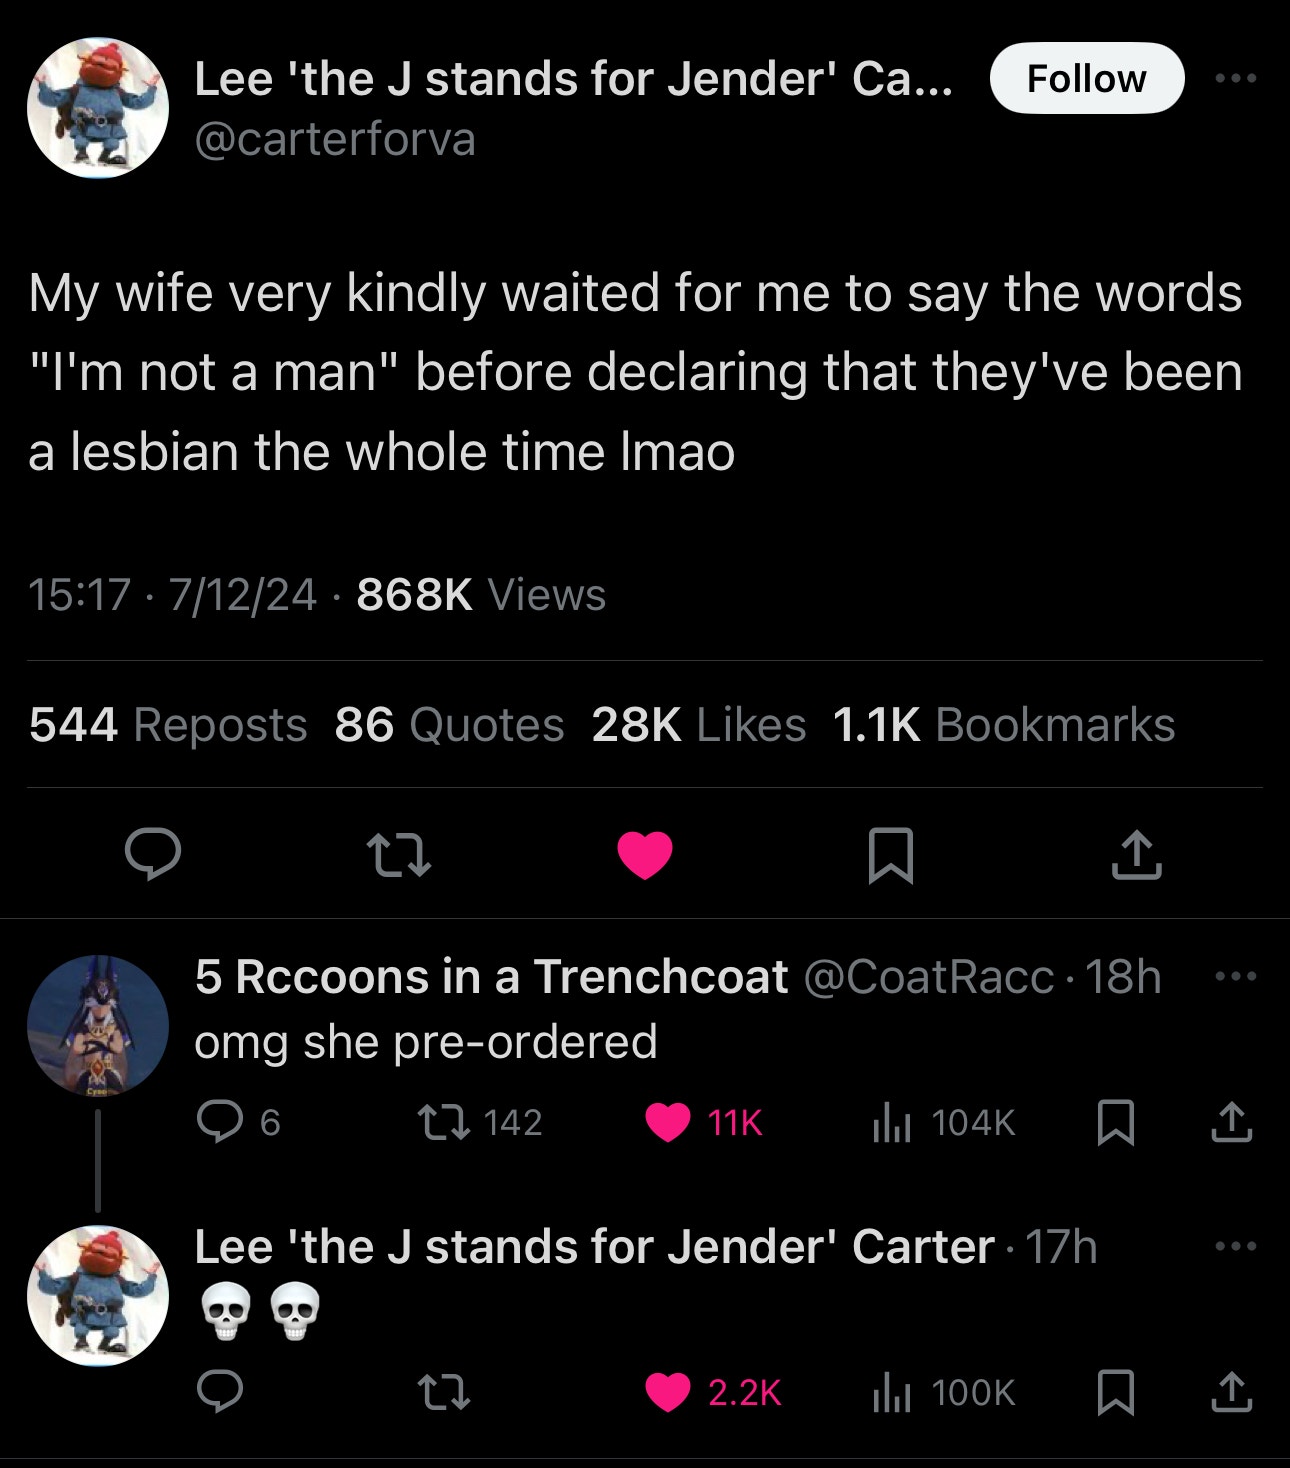 Lee 'the J stands for Jender' Ca...
Follow
@carterforva
My wife very kindly waited for me to say the words
"I'm not a man" before declaring that they've been
a lesbian the whole time lmao
15:17 · 7/12/24 · 868K Views
544 Reposts 86 Quotes 28K Likes 1.1K Bookmarks
5 Rccoons in a Trenchcoat @CoatRacc · 18h
omg she pre-ordered
6 142 11K 104K
Lee 'the J stands for Jender' Carter · 17h
💀💀
2.2K 100K